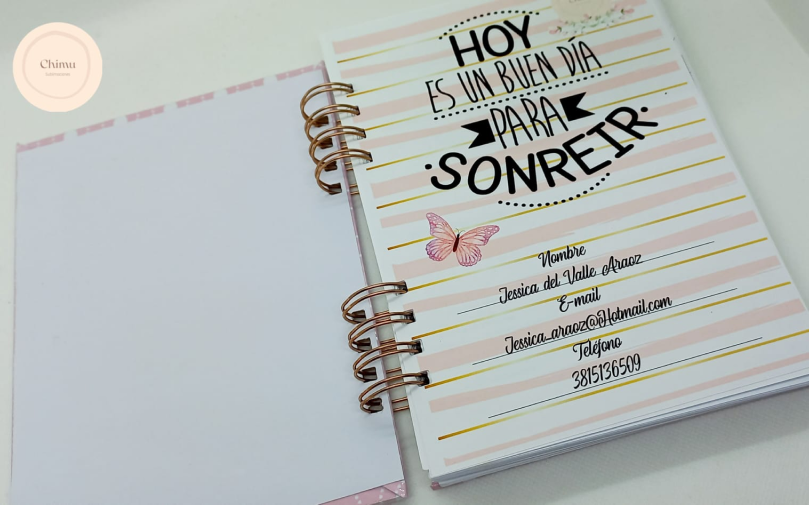 Chimu
HOY
ES UN BUEN DÍA
PARA
SONREIR
Nombre
Jessica del Valle Araoz
E-mail
Jessica_araoz@Hotmail.com
Teléfono
3815136509